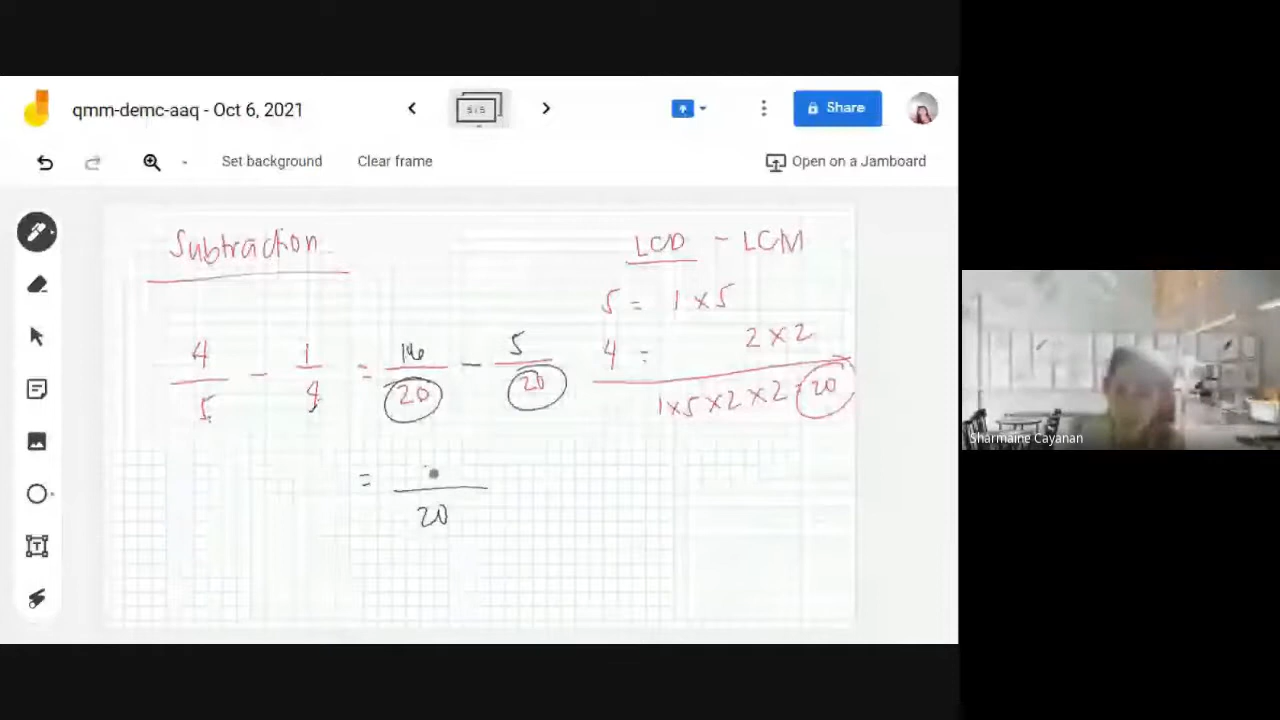 qmm-demc-aaq - Oct 6, 2021
5/5
Share
Set background
Clear frame
Open on a Jamboard
Subtraction
LCD - LCM
5 = 1 x 5
4 = 2 x 2
1 x 5 x 2 x 2 = 20
4/5 - 1/4 = 16/20 - 5/20
= /20
Sharmaine Cayanan